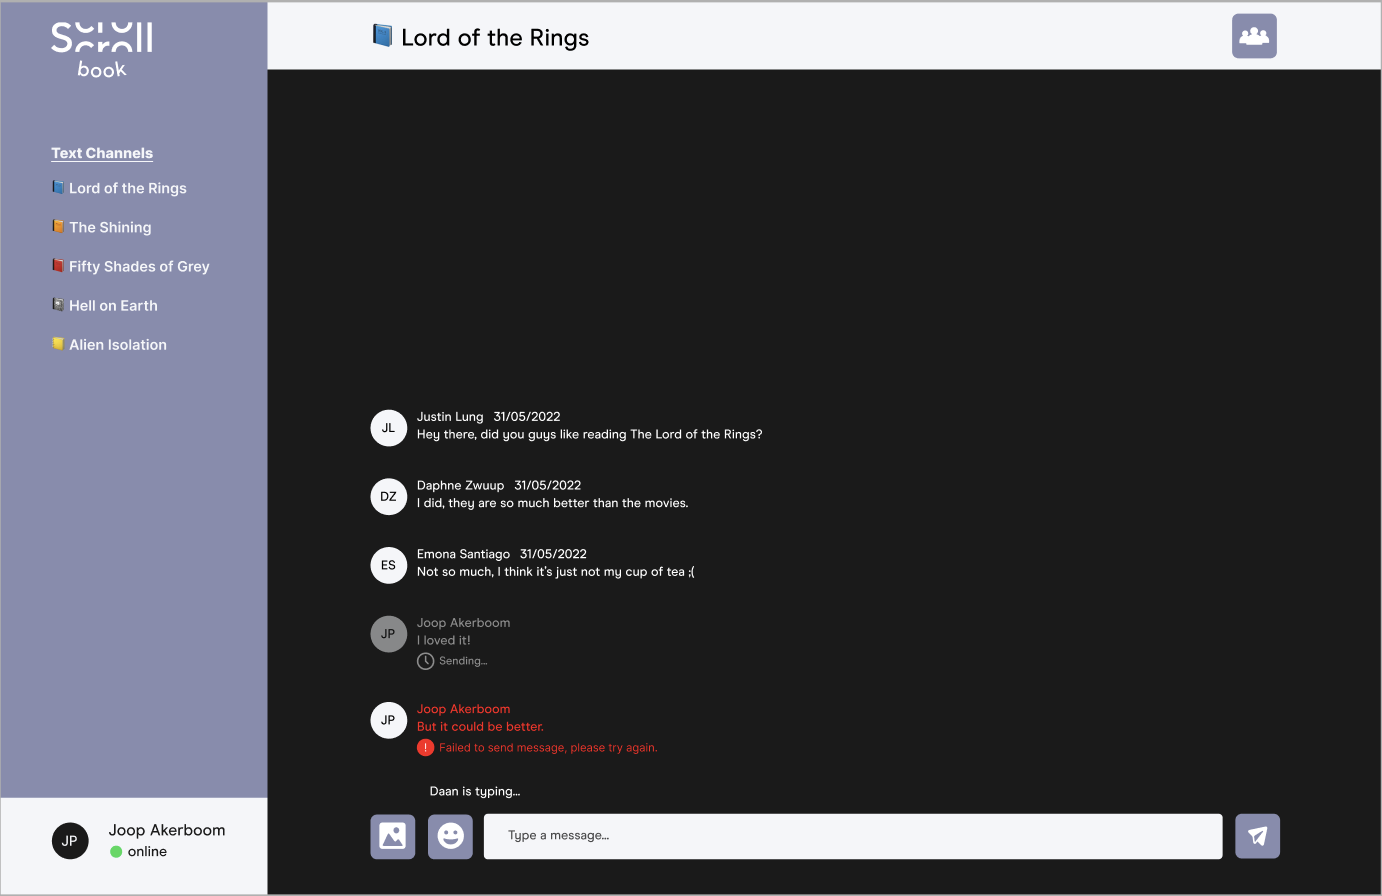 Scroll
book
Text Channels
Lord of the Rings
The Shining
Fifty Shades of Grey
Hell on Earth
Alien Isolation
JP
Joop Akerboom
online
Lord of the Rings
JL
Justin Lung 31/05/2022
Hey there, did you guys like reading The Lord of the Rings?
DZ
Daphne Zwuup 31/05/2022
I did, they are so much better than the movies.
ES
Emona Santiago 31/05/2022
Not so much, I think it's just not my cup of tea ;(
JP
Joop Akerboom
I loved it!
Sending...
JP
Joop Akerboom
But it could be better.
! Failed to send message, please try again.
Daan is typing...
Type a message...